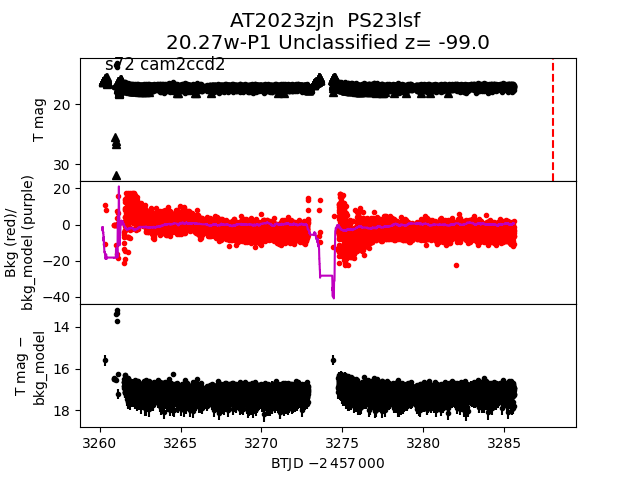 AT2023zjn  PS23lsf
20.27w-P1 Unclassified z= -99.0
s72 cam2ccd2
T mag
20
30
Bkg (red)/
bkg_model (purple)
20
0
−20
−40
T mag −
bkg_model
14
16
18
3260
3265
3270
3275
3280
3285
BTJD −2 457 000